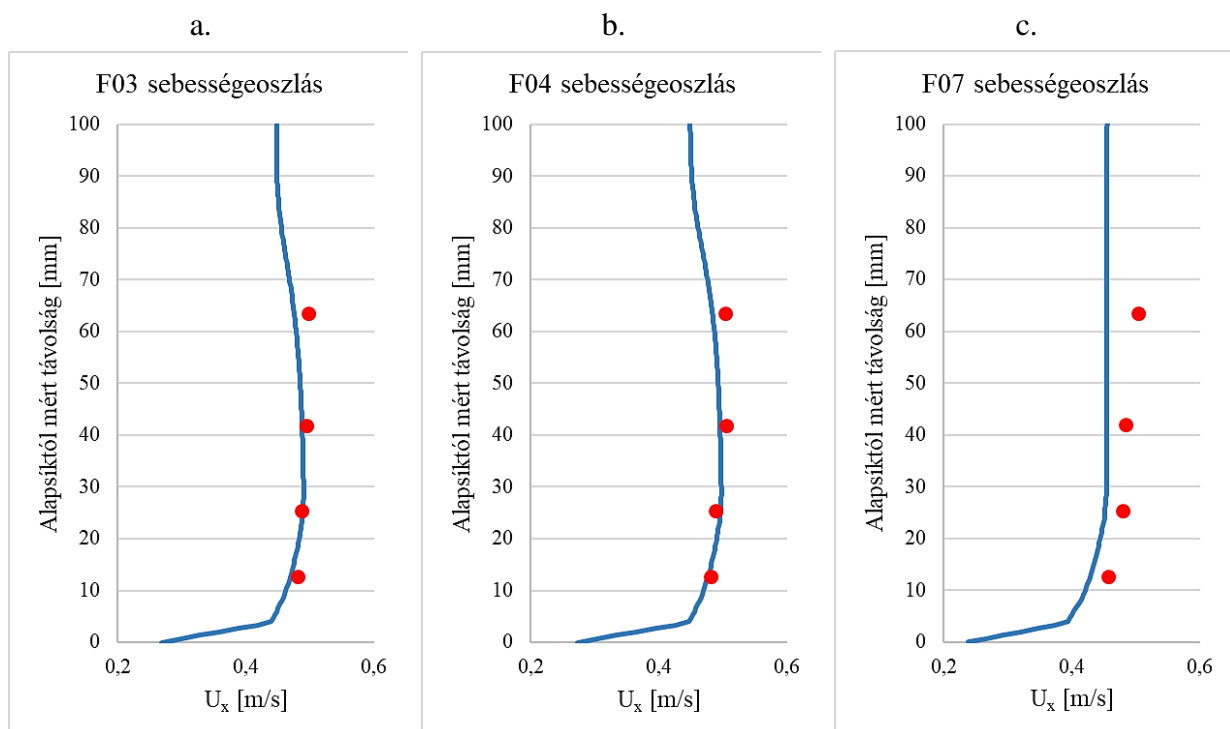 a.
F03 sebességeoszlás
100
90
80
70
60
50
40
30
20
10
0
Alapsíktól mért távolság [mm]
0,2 0,4 0,6
Ux [m/s]
b.
F04 sebességeoszlás
100
90
80
70
60
50
40
30
20
10
0
Alapsíktól mért távolság [mm]
0,2 0,4 0,6
Ux [m/s]
c.
F07 sebességeoszlás
100
90
80
70
60
50
40
30
20
10
0
Alapsíktól mért távolság [mm]
0,2 0,4 0,6
Ux [m/s]